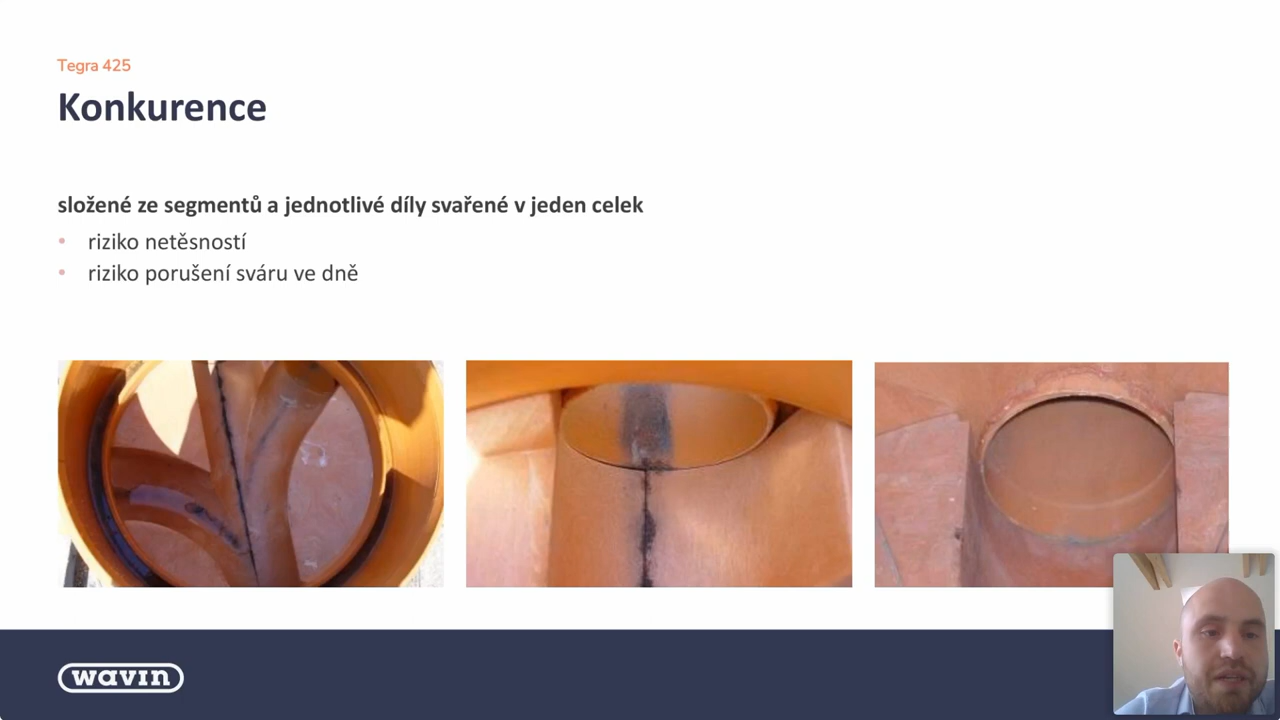 Tegra 425
Konkurence
složené ze segmentů a jednotlivé díly svařené v jeden celek
• riziko netěsností
• riziko porušení sváru ve dně
wavin